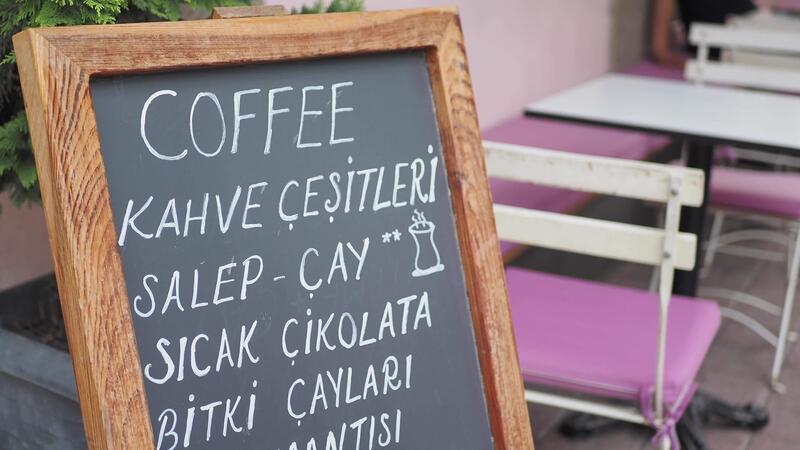 COFFEE
KAHVE ÇEŞİTLERİ
SALEP - ÇAY **
SICAK ÇİKOLATA
BİTKİ ÇAYLARI